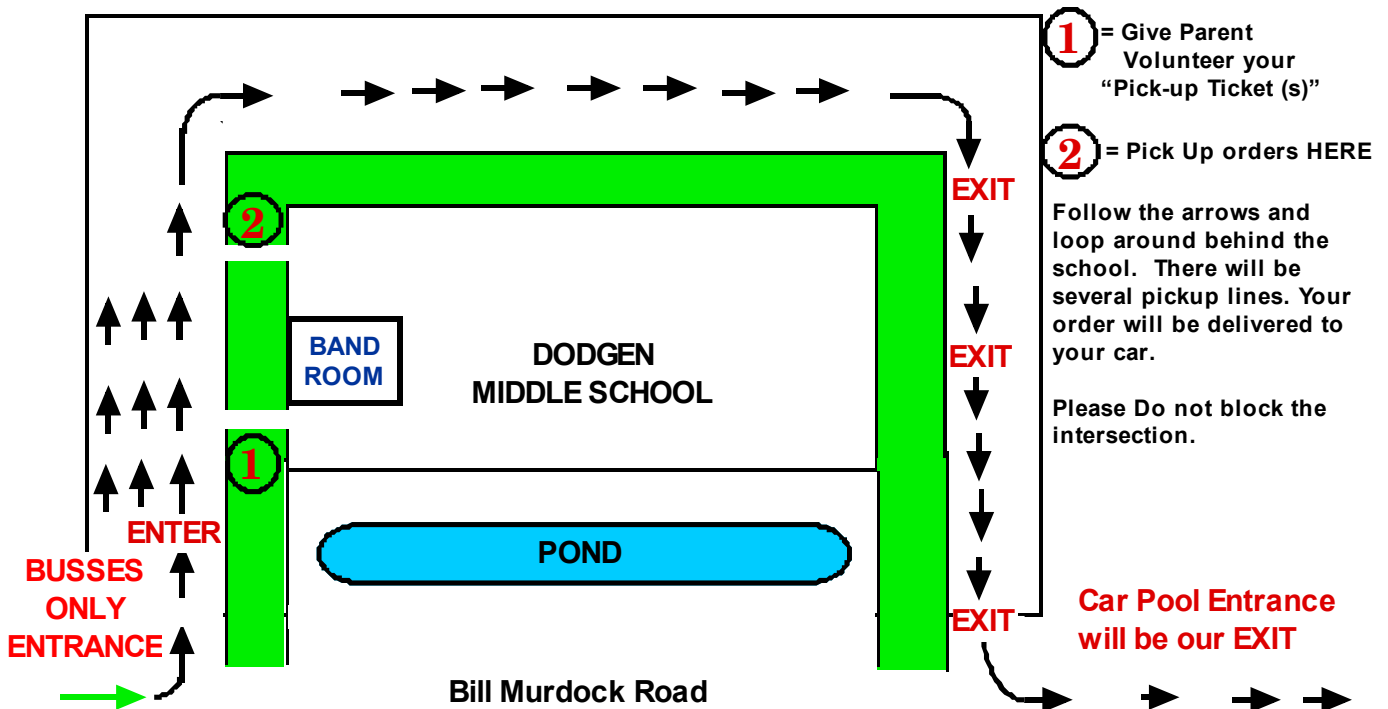 1 = Give Parent
Volunteer your
“Pick-up Ticket (s)”
2 = Pick Up orders HERE
Follow the arrows and
loop around behind the
school. There will be
several pickup lines. Your
order will be delivered to
your car.
Please Do not block the
intersection.
EXIT
2
EXIT
BAND
ROOM
DODGEN
MIDDLE SCHOOL
1
ENTER
POND
BUSSES
ONLY
ENTRANCE
EXIT
Car Pool Entrance
will be our EXIT
Bill Murdock Road